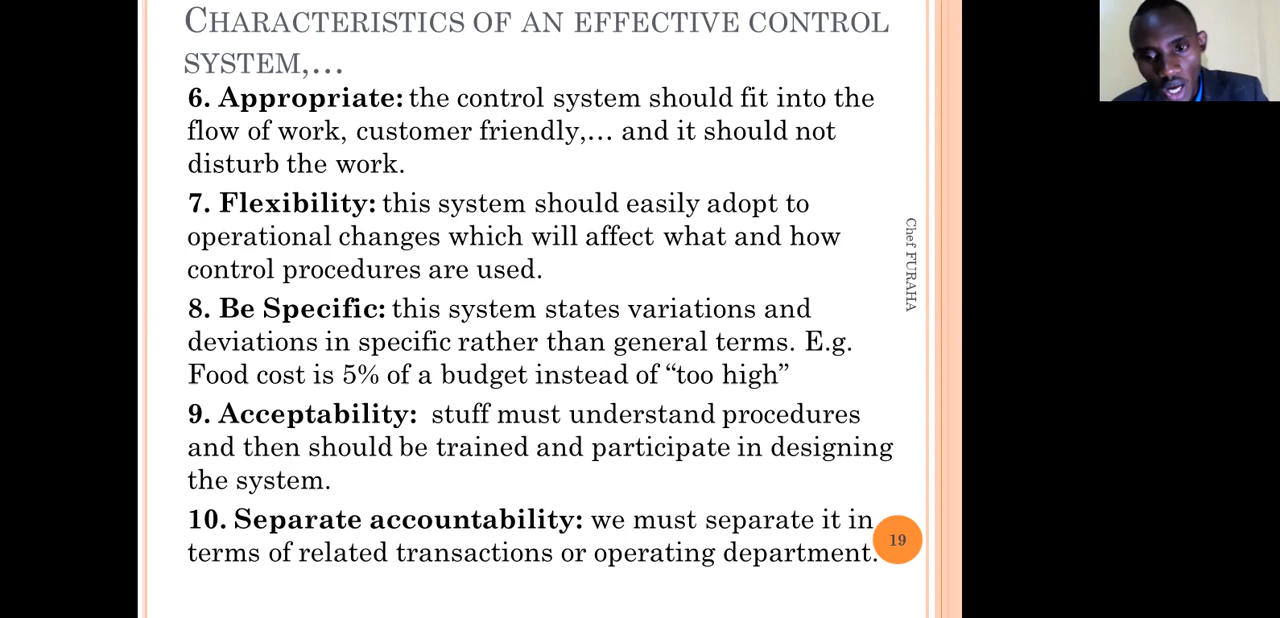 CHARACTERISTICS OF AN EFFECTIVE CONTROL
SYSTEM,...
6. Appropriate: the control system should fit into the
flow of work, customer friendly,... and it should not
disturb the work.
7. Flexibility: this system should easily adopt to
operational changes which will affect what and how
control procedures are used.
8. Be Specific: this system states variations and
deviations in specific rather than general terms. E.g.
Food cost is 5% of a budget instead of “too high”
9. Acceptability: stuff must understand procedures
and then should be trained and participate in designing
the system.
10. Separate accountability: we must separate it in
terms of related transactions or operating department.
Chef FURAHA
19